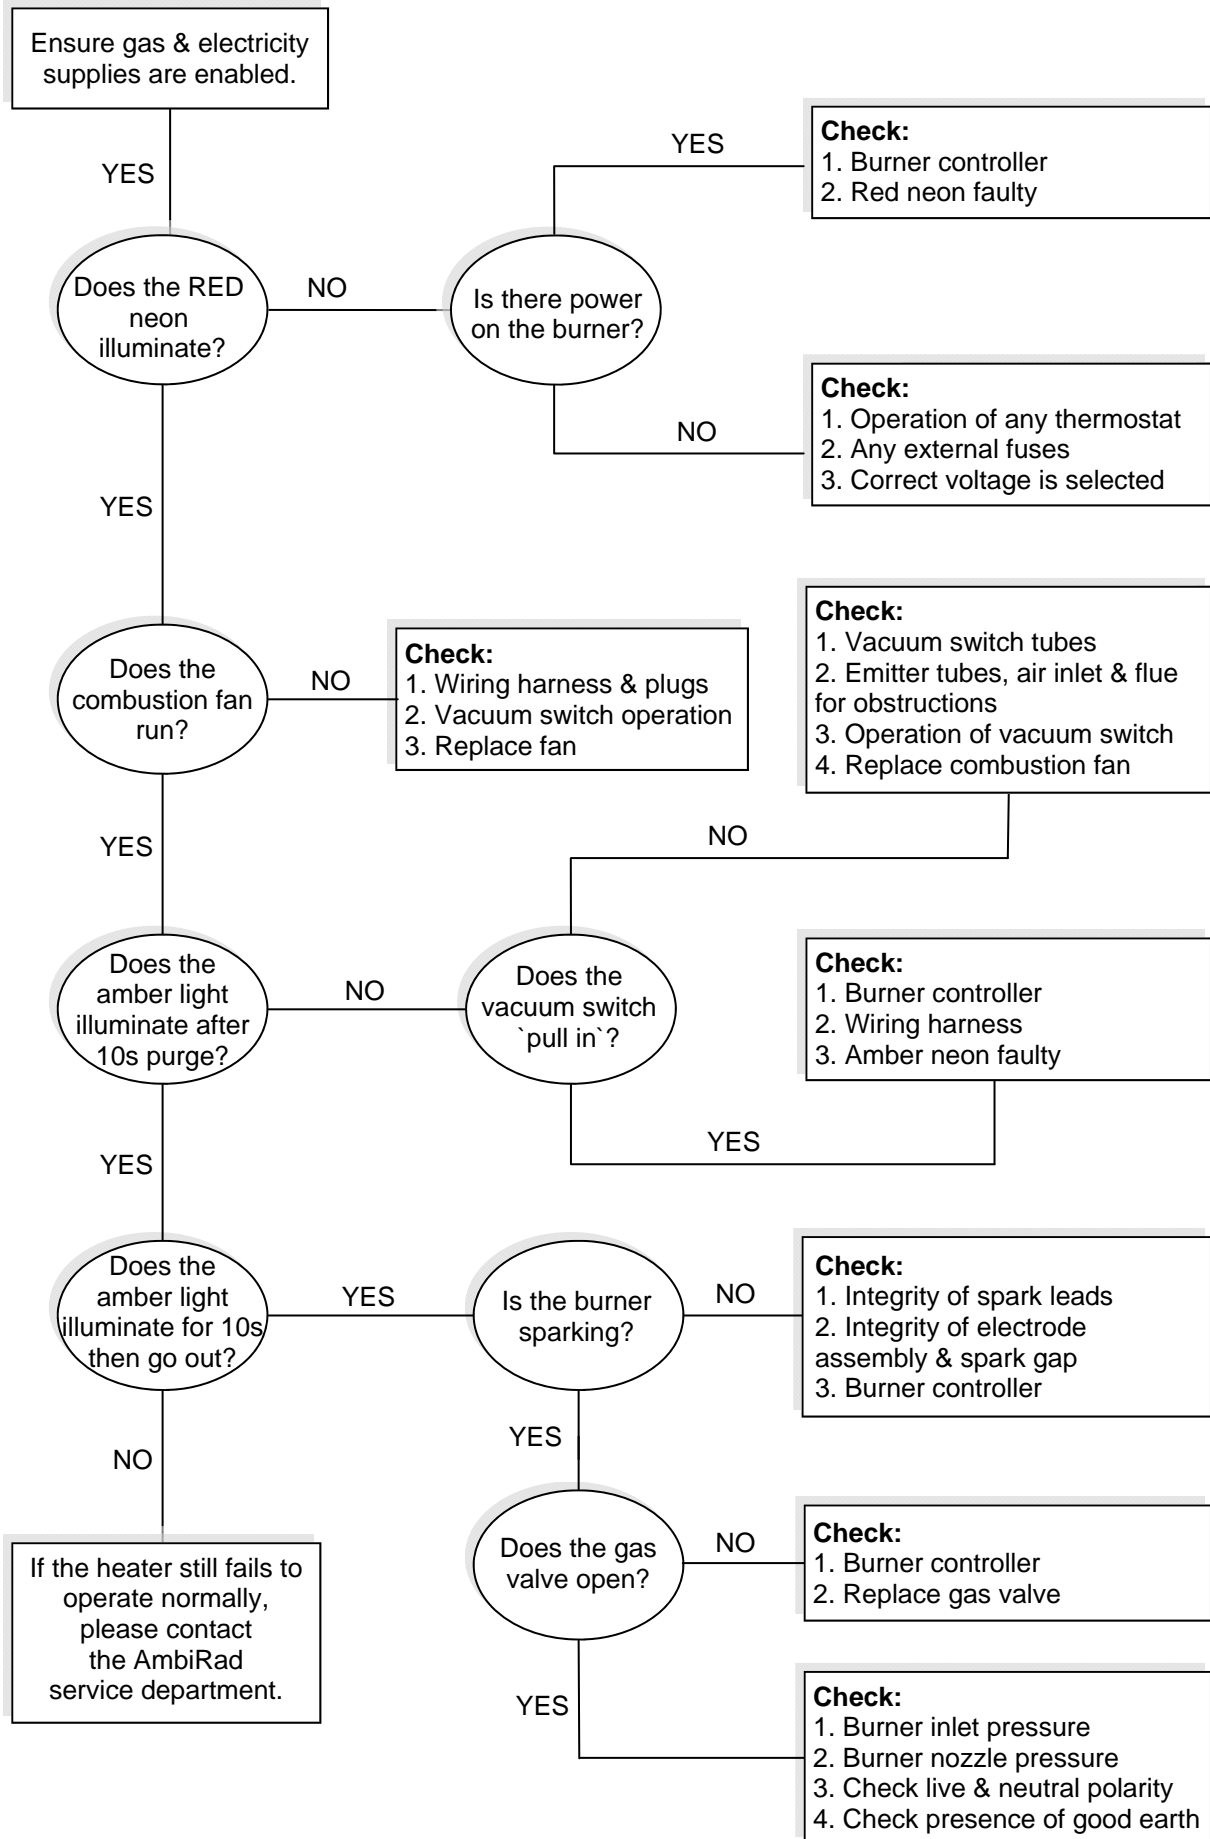 Ensure gas & electricity
supplies are enabled.
YES
Does the RED
neon
illuminate?
NO
Is there power
on the burner?
YES
Check:
1. Burner controller
2. Red neon faulty
NO
Check:
1. Operation of any thermostat
2. Any external fuses
3. Correct voltage is selected
YES
Does the
combustion fan
run?
NO
Check:
1. Wiring harness & plugs
2. Vacuum switch operation
3. Replace fan
Check:
1. Vacuum switch tubes
2. Emitter tubes, air inlet & flue
for obstructions
3. Operation of vacuum switch
4. Replace combustion fan
NO
YES
Does the
amber light
illuminate after
10s purge?
NO
Does the
vacuum switch
`pull in`?
Check:
1. Burner controller
2. Wiring harness
3. Amber neon faulty
YES
YES
Does the
amber light
illuminate for 10s
then go out?
YES
Is the burner
sparking?
NO
Check:
1. Integrity of spark leads
2. Integrity of electrode
assembly & spark gap
3. Burner controller
YES
NO
Does the gas
valve open?
NO
Check:
1. Burner controller
2. Replace gas valve
If the heater still fails to
operate normally,
please contact
the AmbiRad
service department.
YES
Check:
1. Burner inlet pressure
2. Burner nozzle pressure
3. Check live & neutral polarity
4. Check presence of good earth